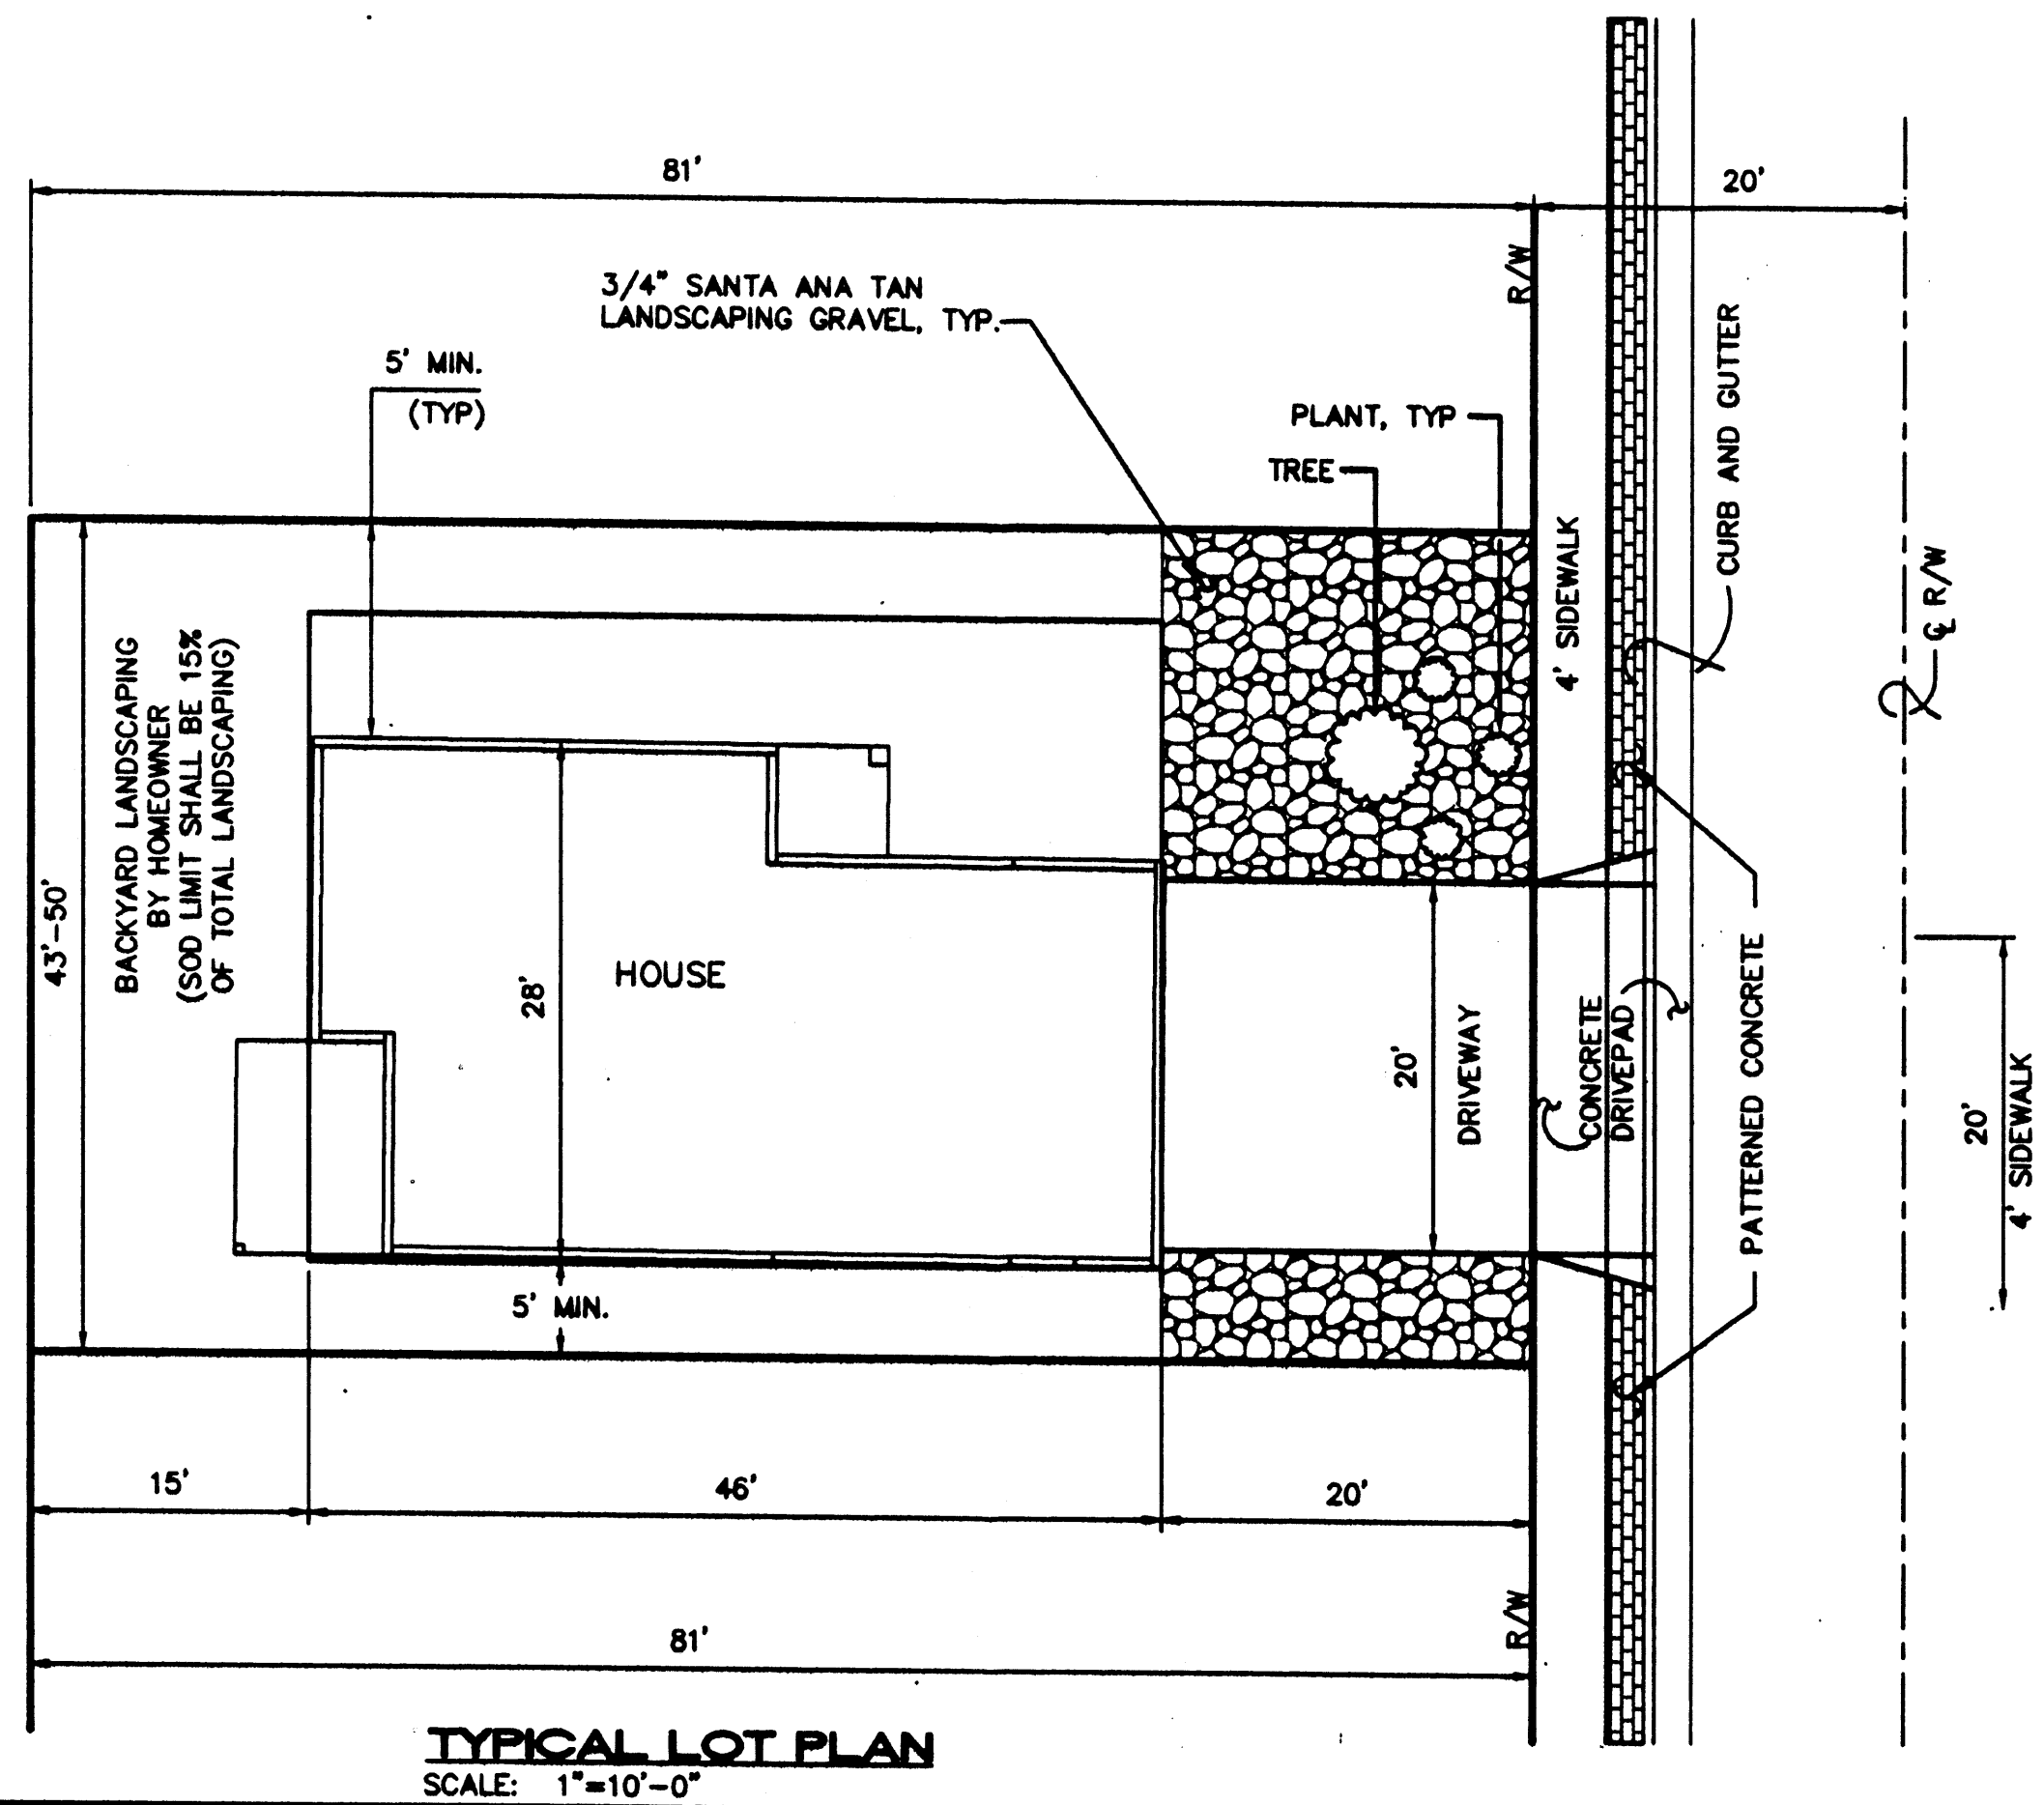 81'
20'
R/W
3/4" SANTA ANA TAN
LANDSCAPING GRAVEL, TYP.
5' MIN.
(TYP)
PLANT, TYP
TREE
CURB AND GUTTER
4' SIDEWALK
℄ R/W
BACKYARD LANDSCAPING
BY HOMEOWNER
(SOD LIMIT SHALL BE 15%
OF TOTAL LANDSCAPING)
43'-50'
28'
HOUSE
20'
DRIVEWAY
CONCRETE
DRIVEPAD
PATTERNED CONCRETE
20'
4' SIDEWALK
5' MIN.
15'
46'
20'
81'
R/W
TYPICAL LOT PLAN
SCALE: 1"=10'-0"